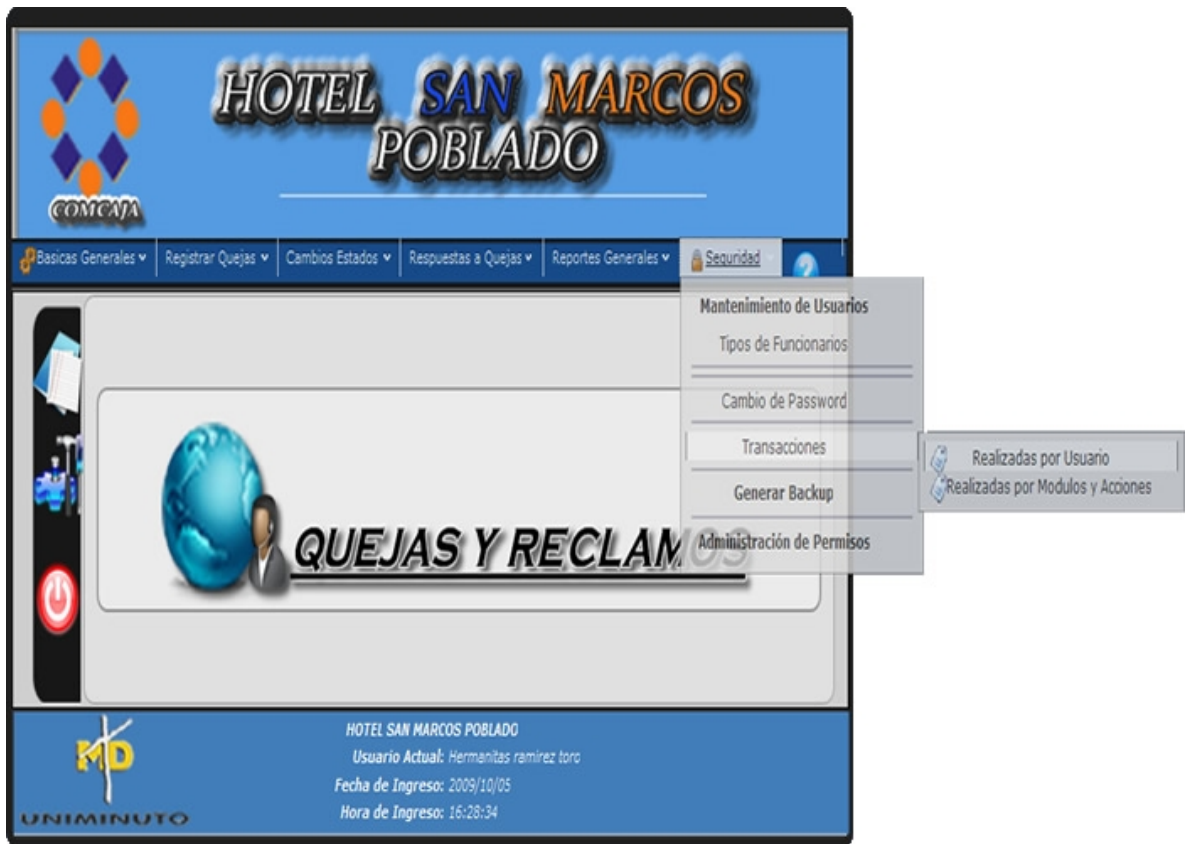 HOTEL SAN MARCOS
POBLADO
COMCAJA
Basicas Generales
Registrar Quejas
Cambios Estados
Respuestas a Quejas
Reportes Generales
Seguridad
?
Mantenimiento de Usuarios
Tipos de Funcionarios
Cambio de Password
Transacciones
Realizadas por Usuario
Realizadas por Modulos y Acciones
Generar Backup
Administración de Permisos
QUEJAS Y RECLAMOS
MD
UNIMINUTO
HOTEL SAN MARCOS POBLADO
Usuario Actual: Hermanitas ramirez toro
Fecha de Ingreso: 2009/10/05
Hora de Ingreso: 16:28:34